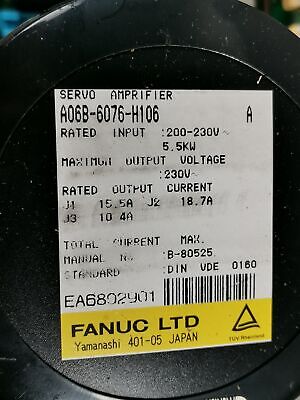 SERVO AMPRIFIER
A06B-6076-H106 A
RATED INPUT :200-230V~
5.5KW
MAXIMUM OUTPUT VOLTAGE
:230V~
RATED OUTPUT CURRENT
J1 15.5A J2 18.7A
J3 10.4A
TOTAL CURRENT MAX.
MANUAL NO. :B-80525
STANDARD :DIN VDE 0160
EA6802901
FANUC LTD
Yamanashi 401-05 JAPAN
TÜV Rheinland